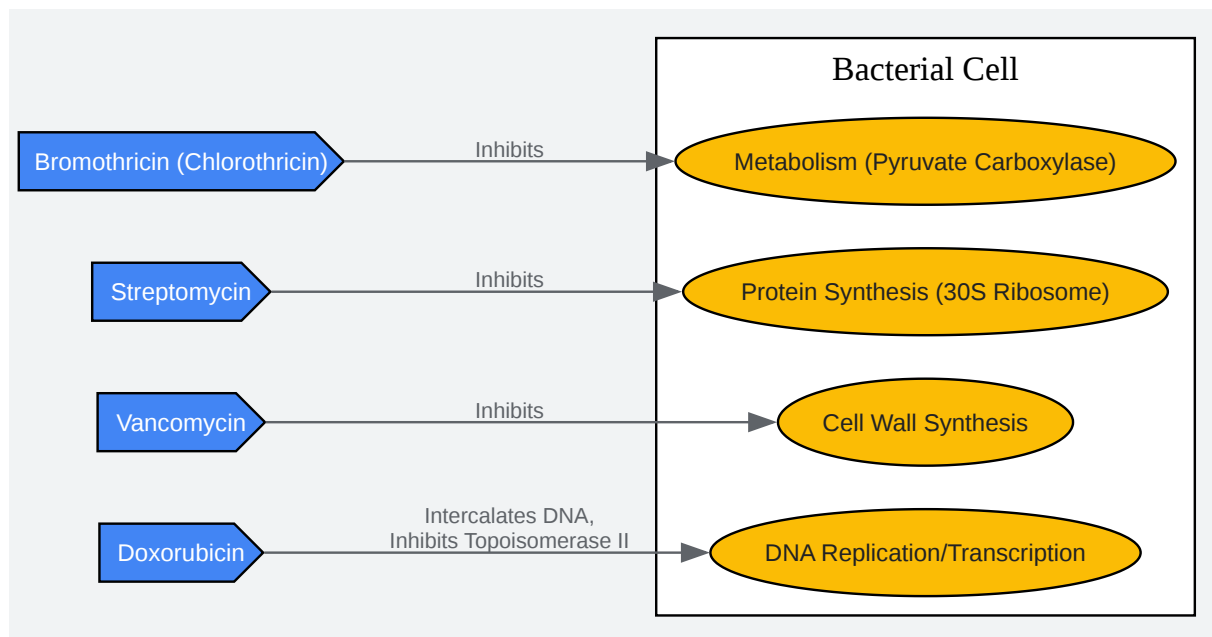 Bacterial Cell
Bromothricin (Chlorothricin)
Inhibits
Metabolism (Pyruvate Carboxylase)
Streptomycin
Inhibits
Protein Synthesis (30S Ribosome)
Vancomycin
Inhibits
Cell Wall Synthesis
Doxorubicin
Intercalates DNA,
Inhibits Topoisomerase II
DNA Replication/Transcription